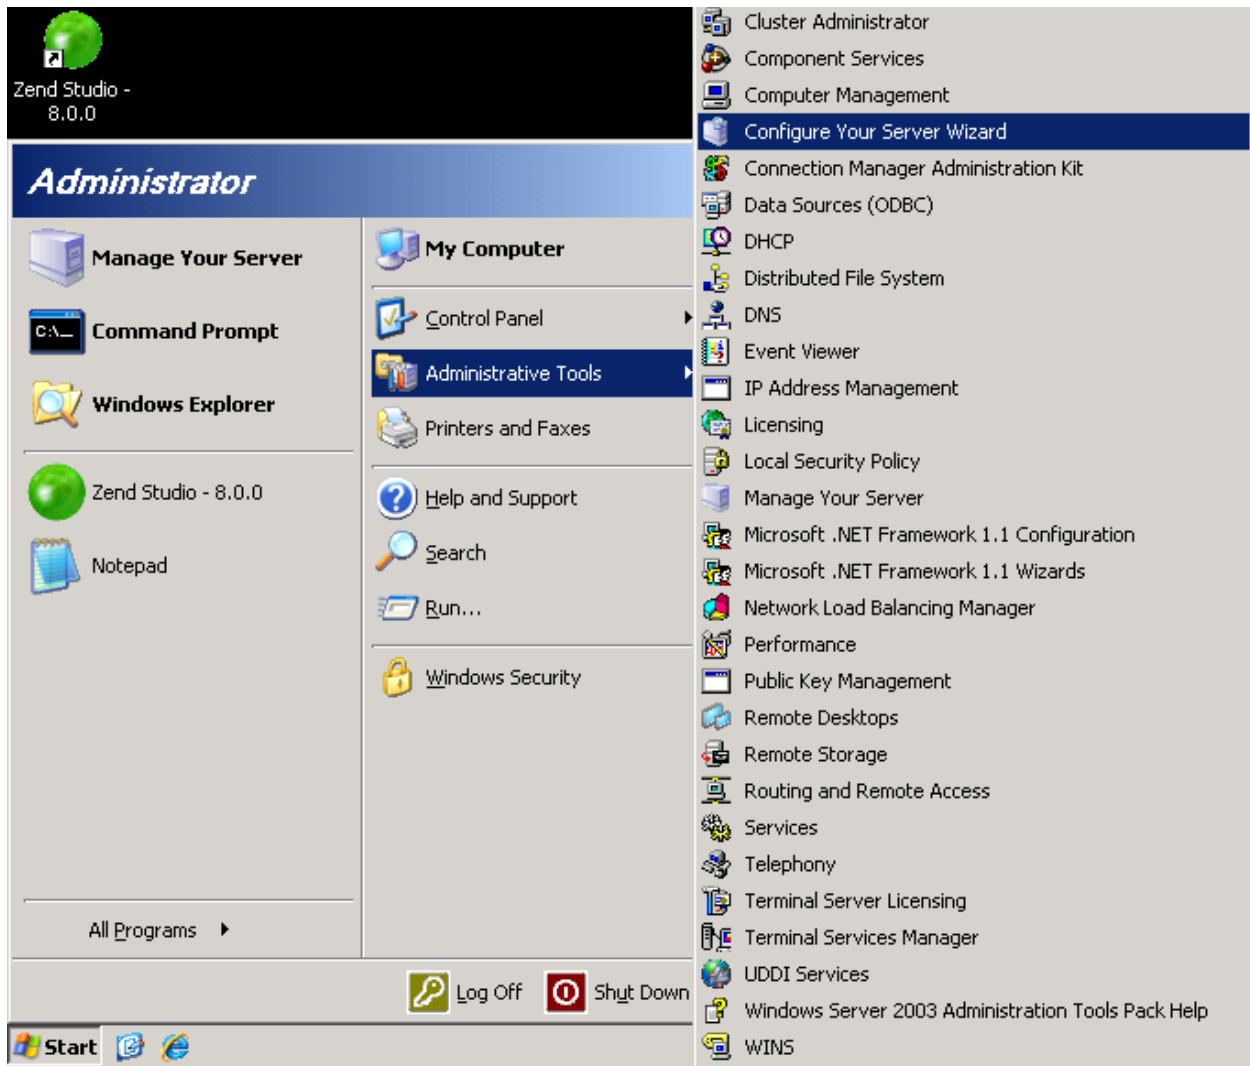 Zend Studio -
8.0.0
Administrator
Manage Your Server
C:\_
Command Prompt
Windows Explorer
Zend Studio - 8.0.0
Notepad
All Programs
My Computer
Control Panel
Administrative Tools
Printers and Faxes
Help and Support
Search
Run...
Windows Security
Log Off
Shut Down
Start
Cluster Administrator
Component Services
Computer Management
Configure Your Server Wizard
Connection Manager Administration Kit
Data Sources (ODBC)
DHCP
Distributed File System
DNS
Event Viewer
IP Address Management
Licensing
Local Security Policy
Manage Your Server
Microsoft .NET Framework 1.1 Configuration
Microsoft .NET Framework 1.1 Wizards
Network Load Balancing Manager
Performance
Public Key Management
Remote Desktops
Remote Storage
Routing and Remote Access
Services
Telephony
Terminal Server Licensing
Terminal Services Manager
UDDI Services
Windows Server 2003 Administration Tools Pack Help
WINS